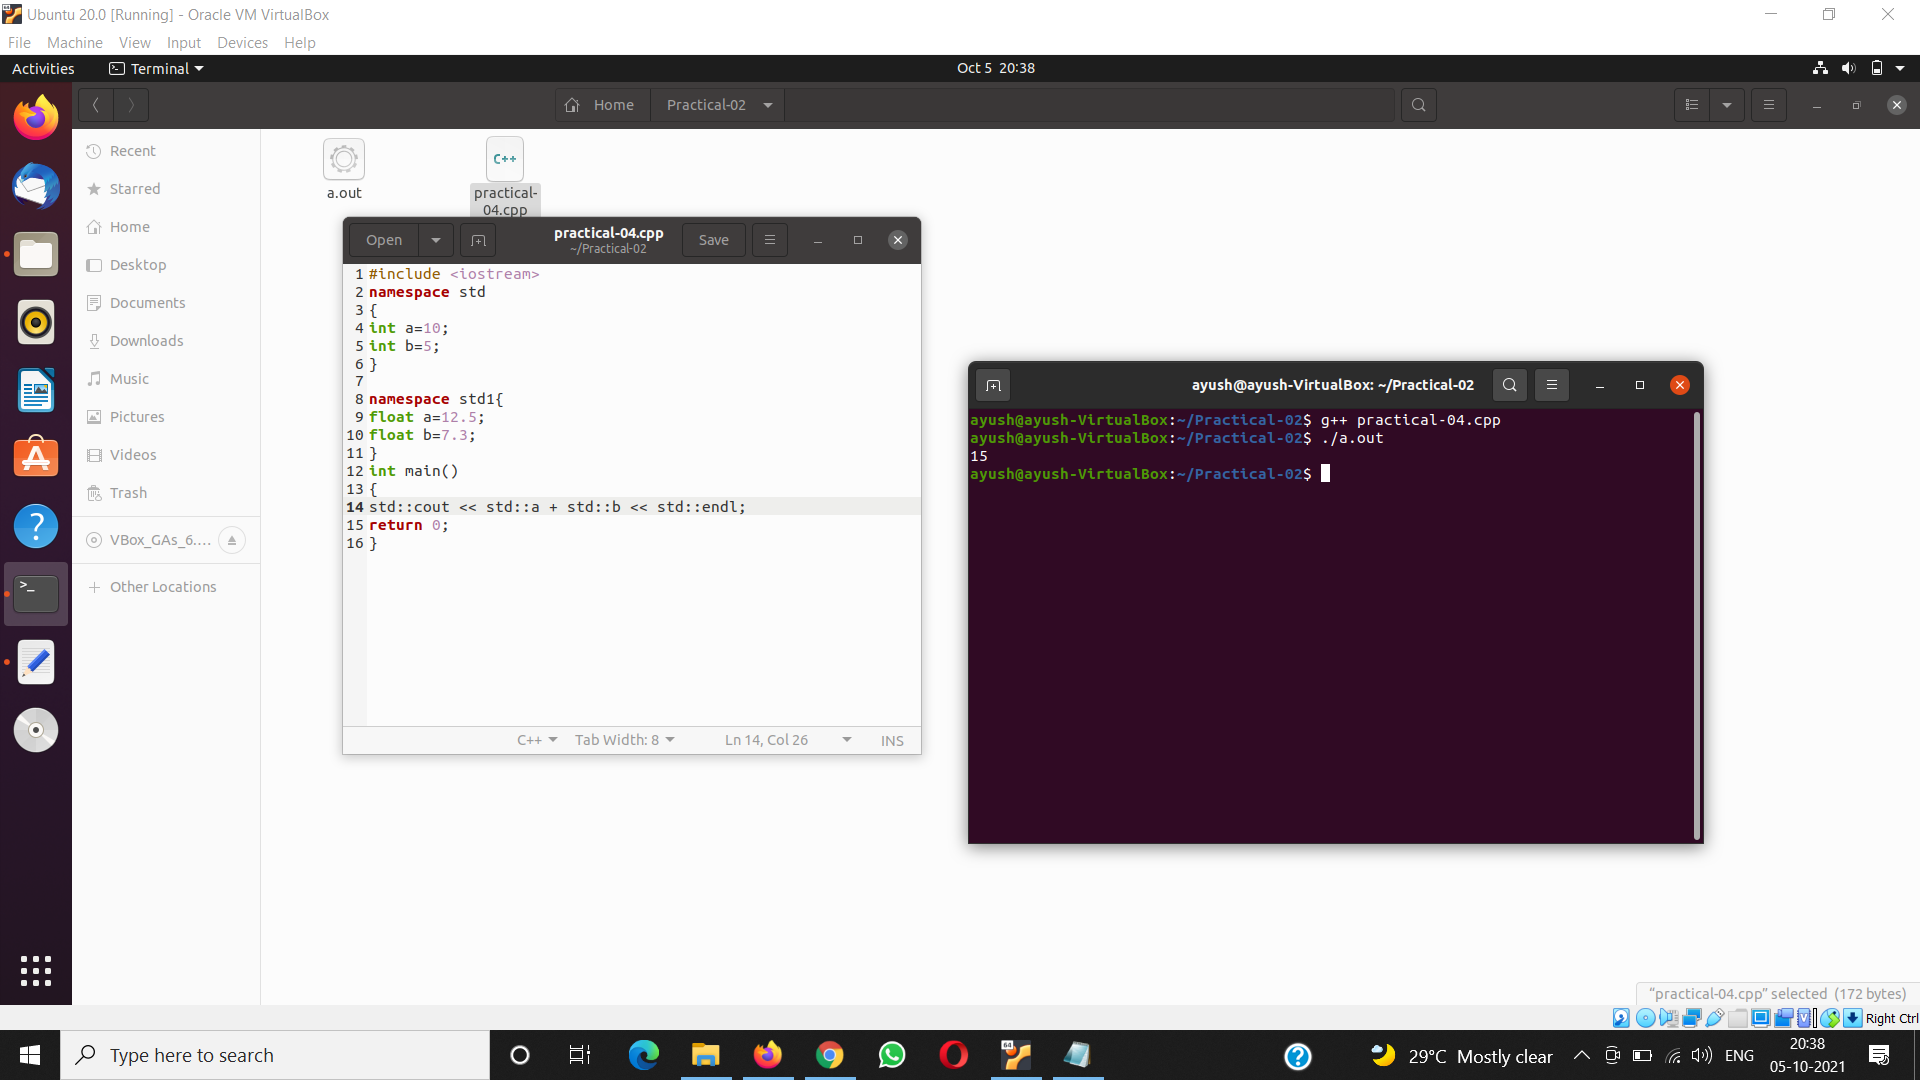 Ubuntu 20.0 [Running] - Oracle VM VirtualBox
File Machine View Input Devices Help
Activities Terminal Oct 5 20:38
Home Practical-02
Recent
Starred
Home
Desktop
Documents
Downloads
Music
Pictures
Videos
Trash
VBox_GAs_6....
Other Locations
a.out
C++
practical-
04.cpp
Open practical-04.cpp Save
~/Practical-02
1 #include <iostream>
2 namespace std
3 {
4 int a=10;
5 int b=5;
6 }
7
8 namespace std1{
9 float a=12.5;
10 float b=7.3;
11 }
12 int main()
13 {
14 std::cout << std::a + std::b << std::endl;
15 return 0;
16 }
C++ Tab Width: 8 Ln 14, Col 26 INS
ayush@ayush-VirtualBox: ~/Practical-02
ayush@ayush-VirtualBox:~/Practical-02$ g++ practical-04.cpp
ayush@ayush-VirtualBox:~/Practical-02$ ./a.out
15
ayush@ayush-VirtualBox:~/Practical-02$
"practical-04.cpp" selected (172 bytes)
Right Ctrl
Type here to search
64
29°C Mostly clear
ENG
20:38
05-10-2021